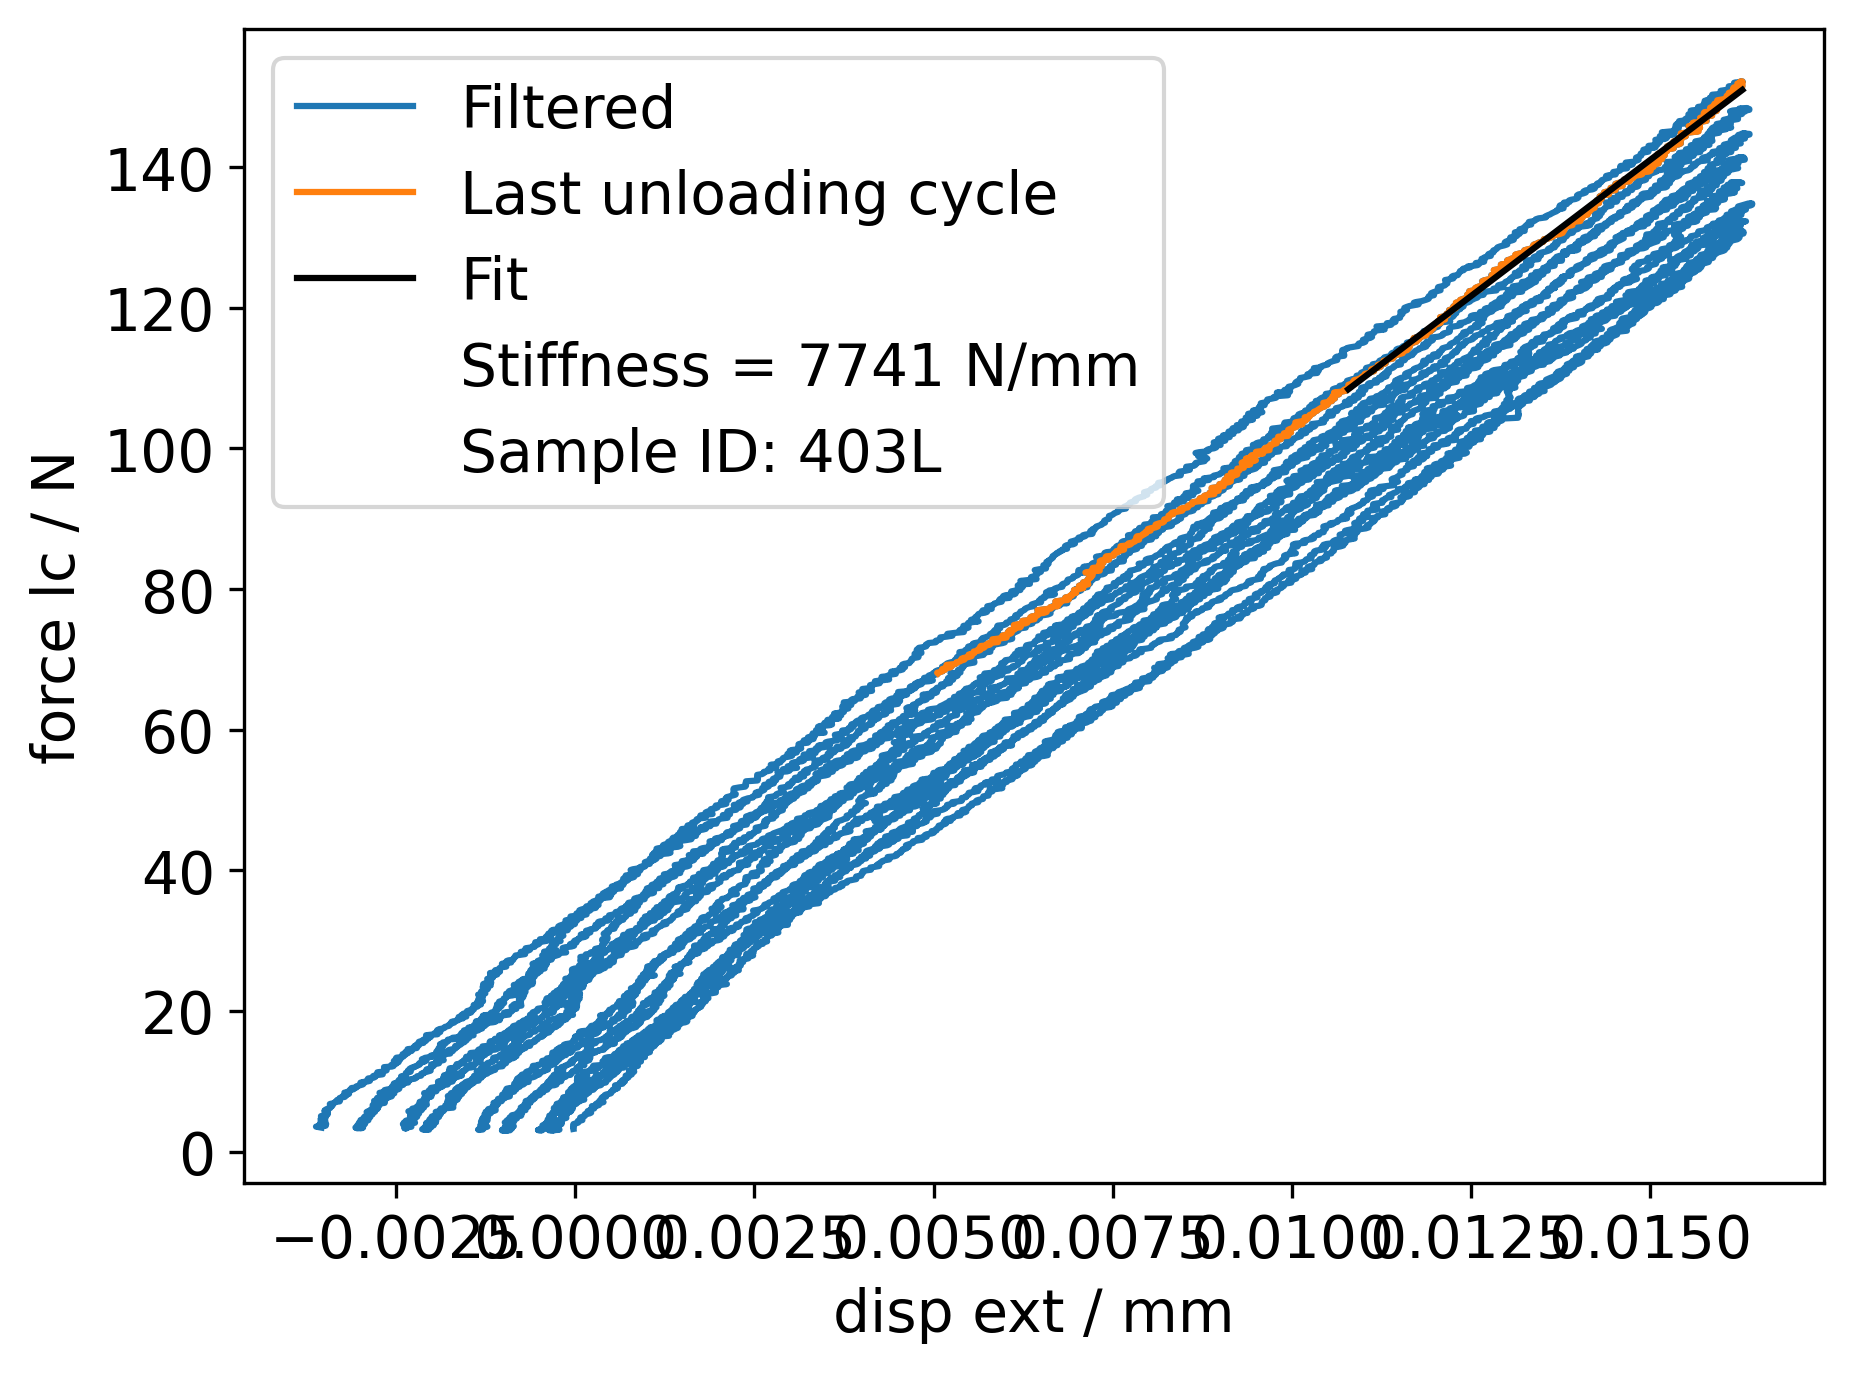 Filtered
Last unloading cycle
Fit
Stiffness = 7741 N/mm
Sample ID: 403L
force lc / N
140
120
100
80
60
40
20
0
−0.0025 0.0000 0.0025 0.0050 0.0075 0.0100 0.0125 0.0150
disp ext / mm